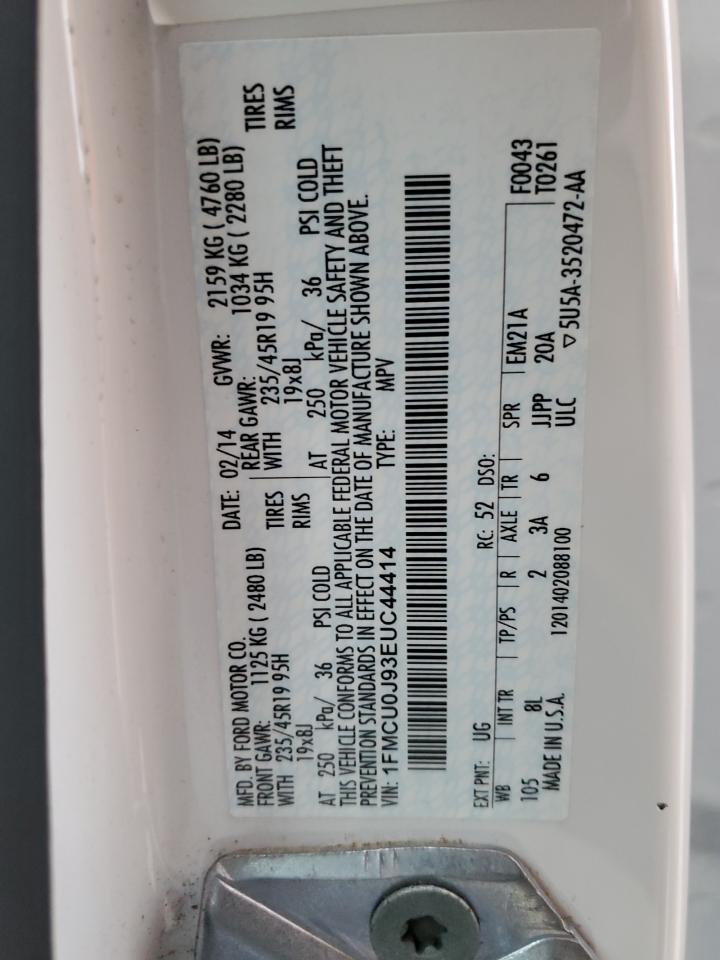 MFD. BY FORD MOTOR CO.
DATE: 02/14 GVWR: 2159 KG ( 4760 LB)
FRONT GAWR: 1125 KG ( 2480 LB) REAR GAWR: 1034 KG ( 2280 LB)
WITH 235/45R19 95H TIRES WITH 235/45R19 95H TIRES
19x8J RIMS 19x8J RIMS
AT 250 kPa/ 36 PSI COLD AT 250 kPa/ 36 PSI COLD
THIS VEHICLE CONFORMS TO ALL APPLICABLE FEDERAL MOTOR VEHICLE SAFETY AND THEFT
PREVENTION STANDARDS IN EFFECT ON THE DATE OF MANUFACTURE SHOWN ABOVE.
VIN: 1FMCU0J93EUC44414 TYPE: MPV
F0043
EXT PNT: UG RC: 52 DSO: T0261
WB INT TR TP/PS R AXLE TR SPR EM21A
105 8L 2 3A 6 JJPP 20A
MADE IN U.S.A. 1201402088100 ULC ▽5U5A-3520472-AA